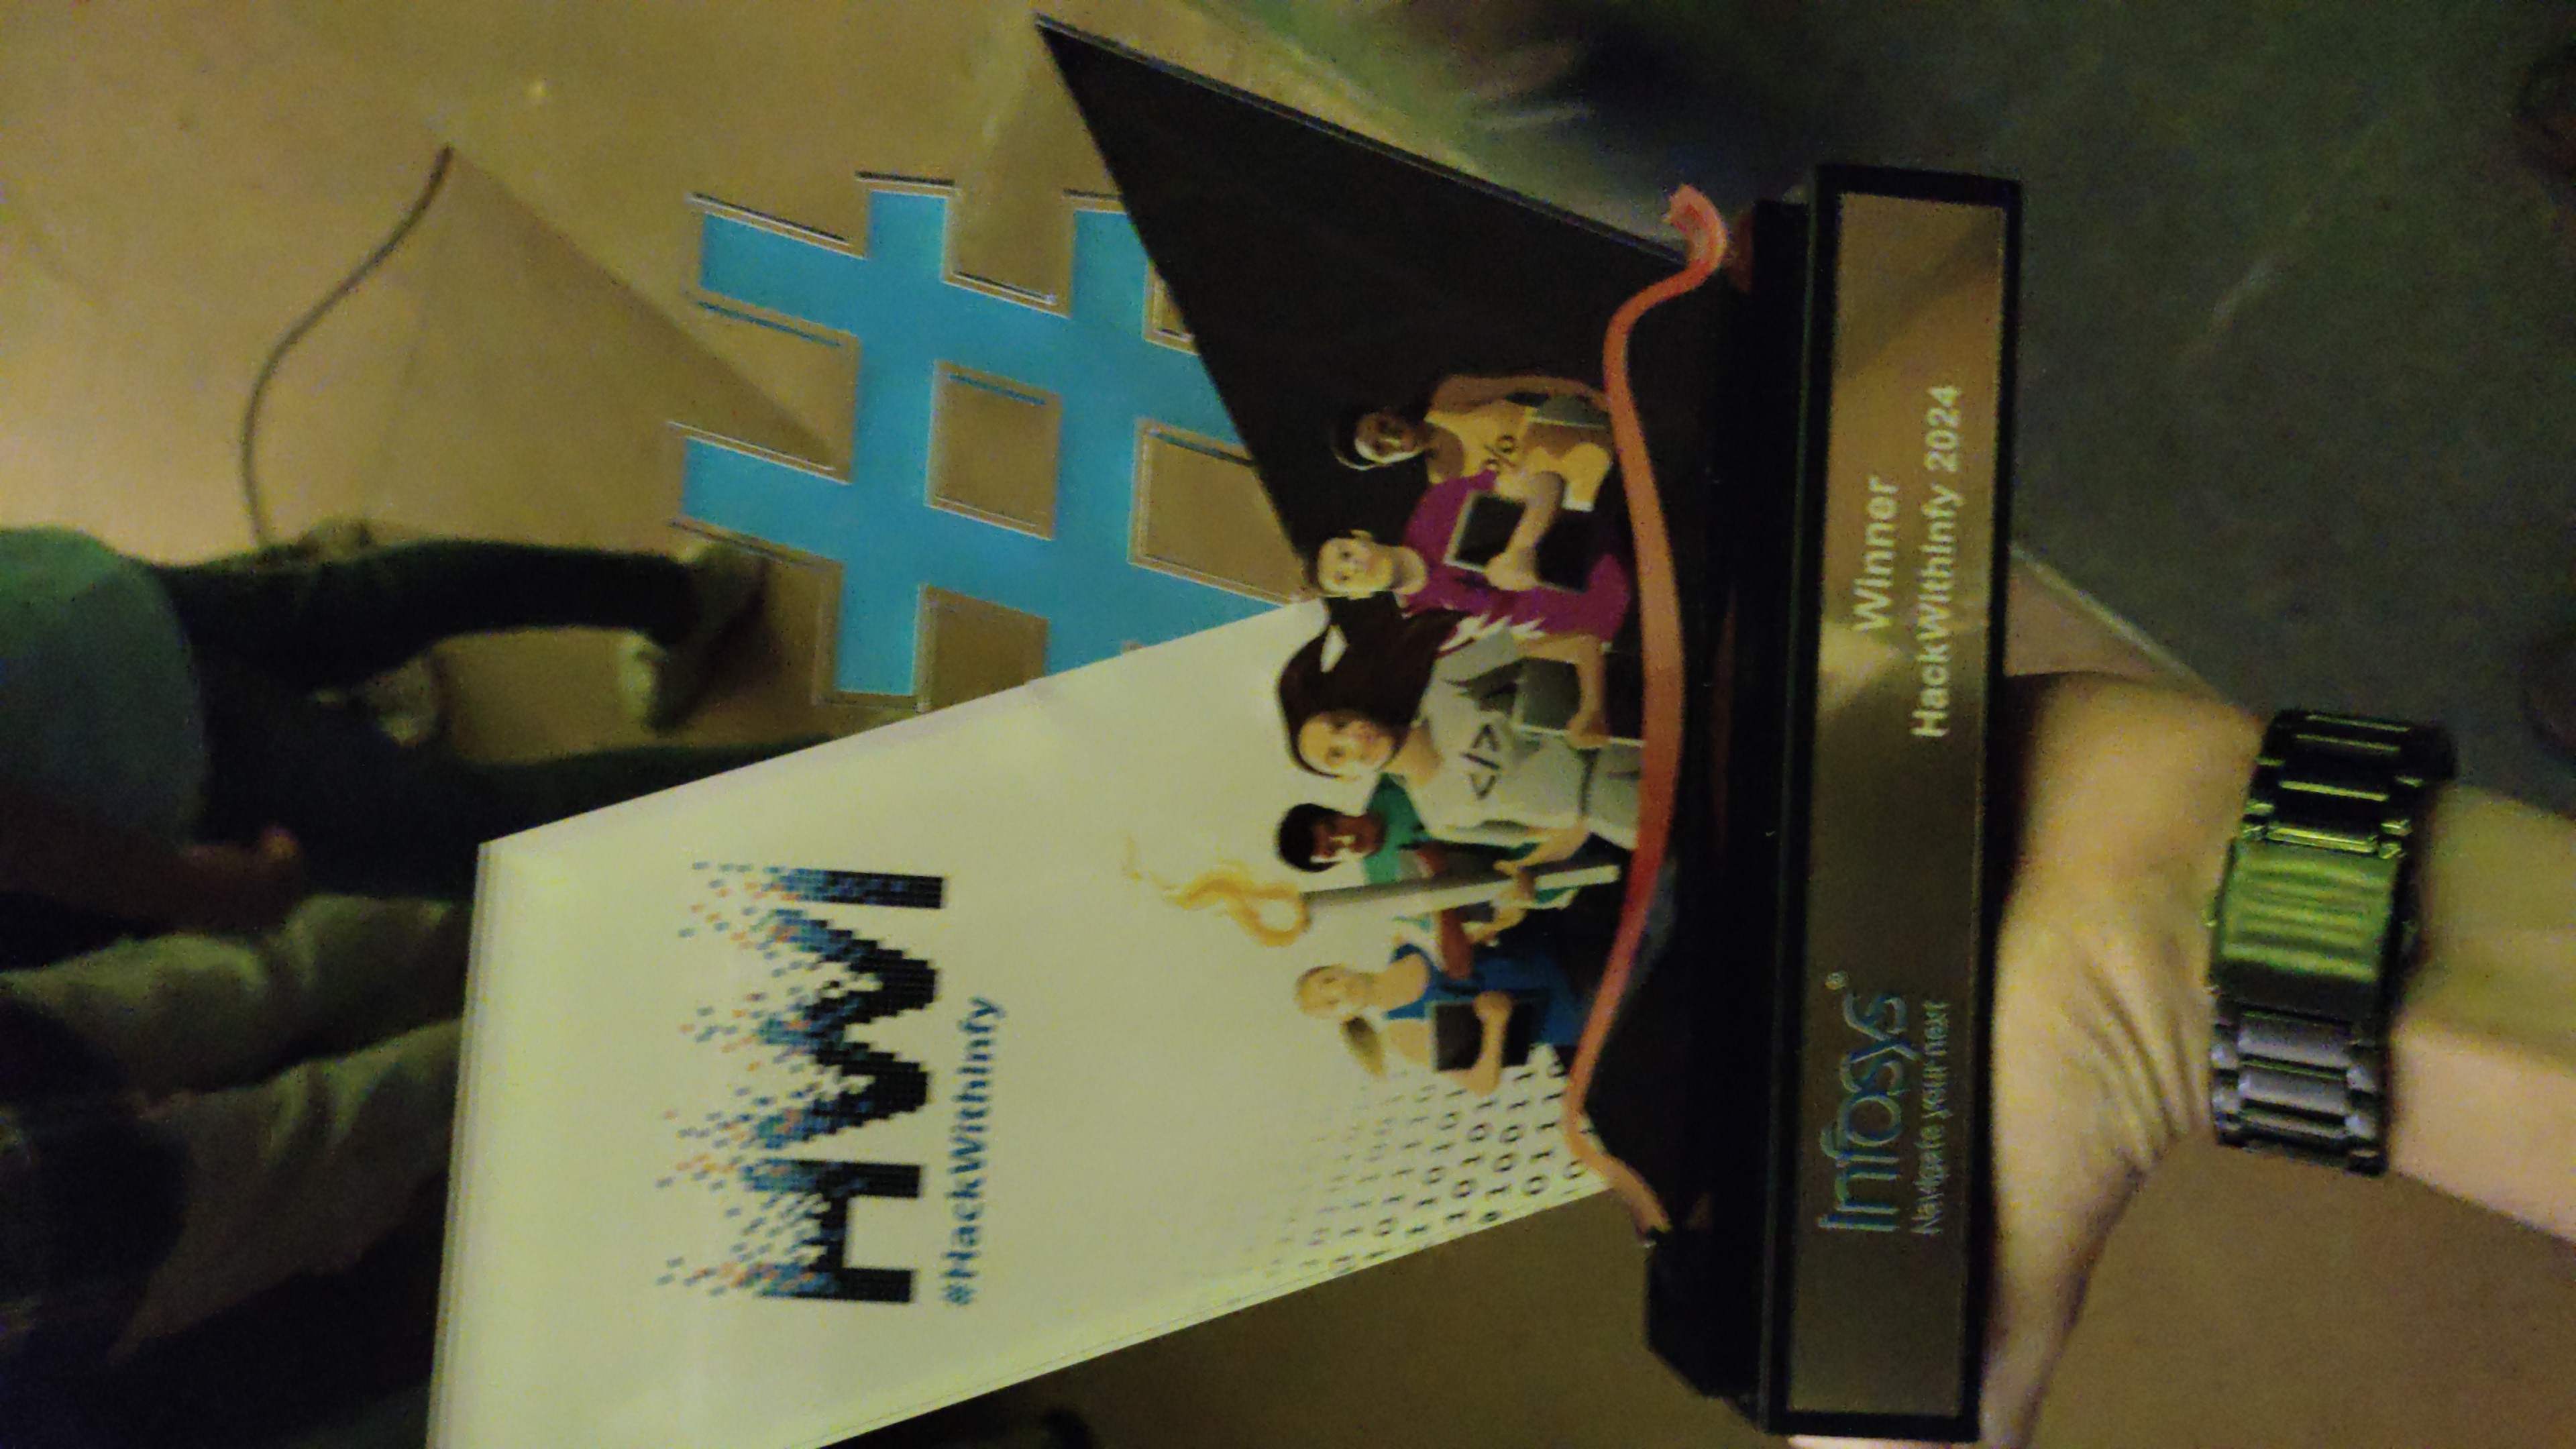 HWI
#HackWithInfy
</>
%
Infosys®
Navigate your next
Winner
HackWithInfy 2024